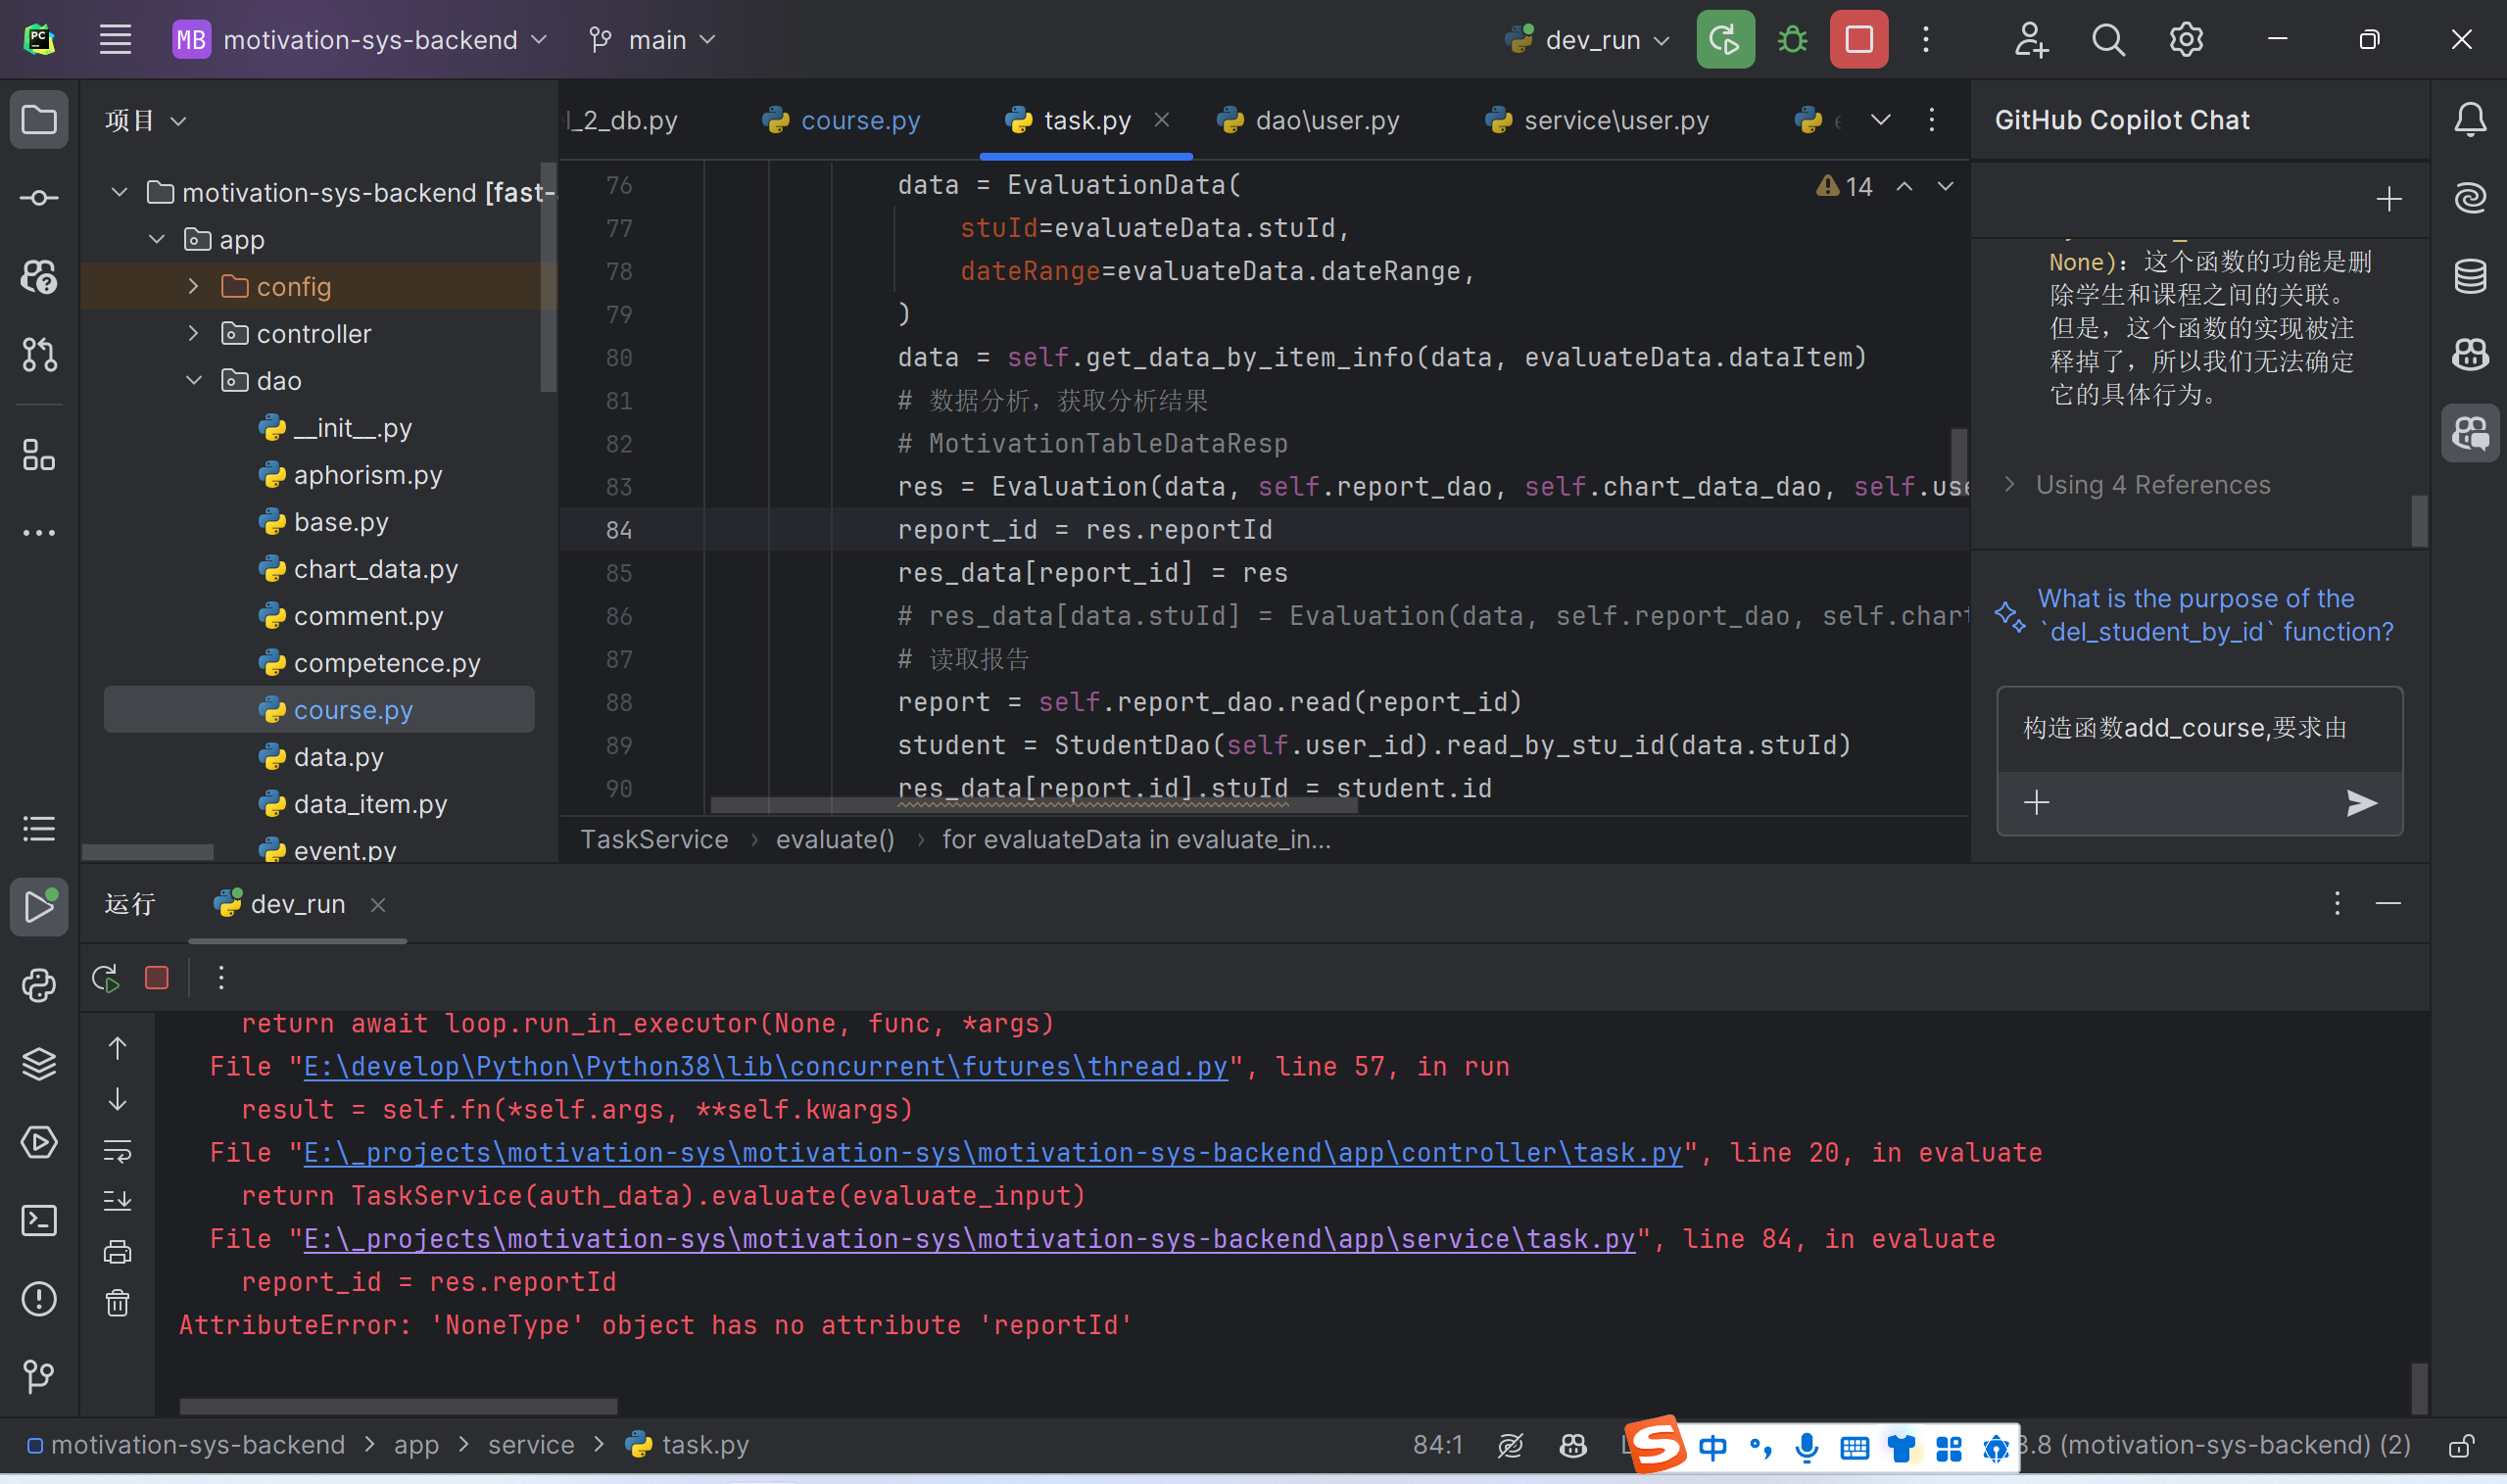 MB motivation-sys-backend main dev_run
项目
motivation-sys-backend [fast-
app
config
controller
dao
__init__.py
aphorism.py
base.py
chart_data.py
comment.py
competence.py
course.py
data.py
data_item.py
event.py
l_2_db.py course.py task.py dao\user.py service\user.py
14
76 data = EvaluationData(
77 stuId=evaluateData.stuId,
78 dateRange=evaluateData.dateRange,
79 )
80 data = self.get_data_by_item_info(data, evaluateData.dataItem)
81 # 数据分析，获取分析结果
82 # MotivationTableDataResp
83 res = Evaluation(data, self.report_dao, self.chart_data_dao, self.use
84 report_id = res.reportId
85 res_data[report_id] = res
86 # res_data[data.stuId] = Evaluation(data, self.report_dao, self.chart
87 # 读取报告
88 report = self.report_dao.read(report_id)
89 student = StudentDao(self.user_id).read_by_stu_id(data.stuId)
90 res_data[report.id].stuId = student.id
TaskService › evaluate() › for evaluateData in evaluate_in...
GitHub Copilot Chat
None)：这个函数的功能是删
除学生和课程之间的关联。
但是，这个函数的实现被注
释掉了，所以我们无法确定
它的具体行为。
Using 4 References
What is the purpose of the
`del_student_by_id` function?
构造函数add_course,要求由
运行 dev_run
return await loop.run_in_executor(None, func, *args)
File "E:\develop\Python\Python38\lib\concurrent\futures\thread.py", line 57, in run
result = self.fn(*self.args, **self.kwargs)
File "E:\_projects\motivation-sys\motivation-sys\motivation-sys-backend\app\controller\task.py", line 20, in evaluate
return TaskService(auth_data).evaluate(evaluate_input)
File "E:\_projects\motivation-sys\motivation-sys\motivation-sys-backend\app\service\task.py", line 84, in evaluate
report_id = res.reportId
AttributeError: 'NoneType' object has no attribute 'reportId'
motivation-sys-backend > app > service > task.py
84:1
中
3.8 (motivation-sys-backend) (2)